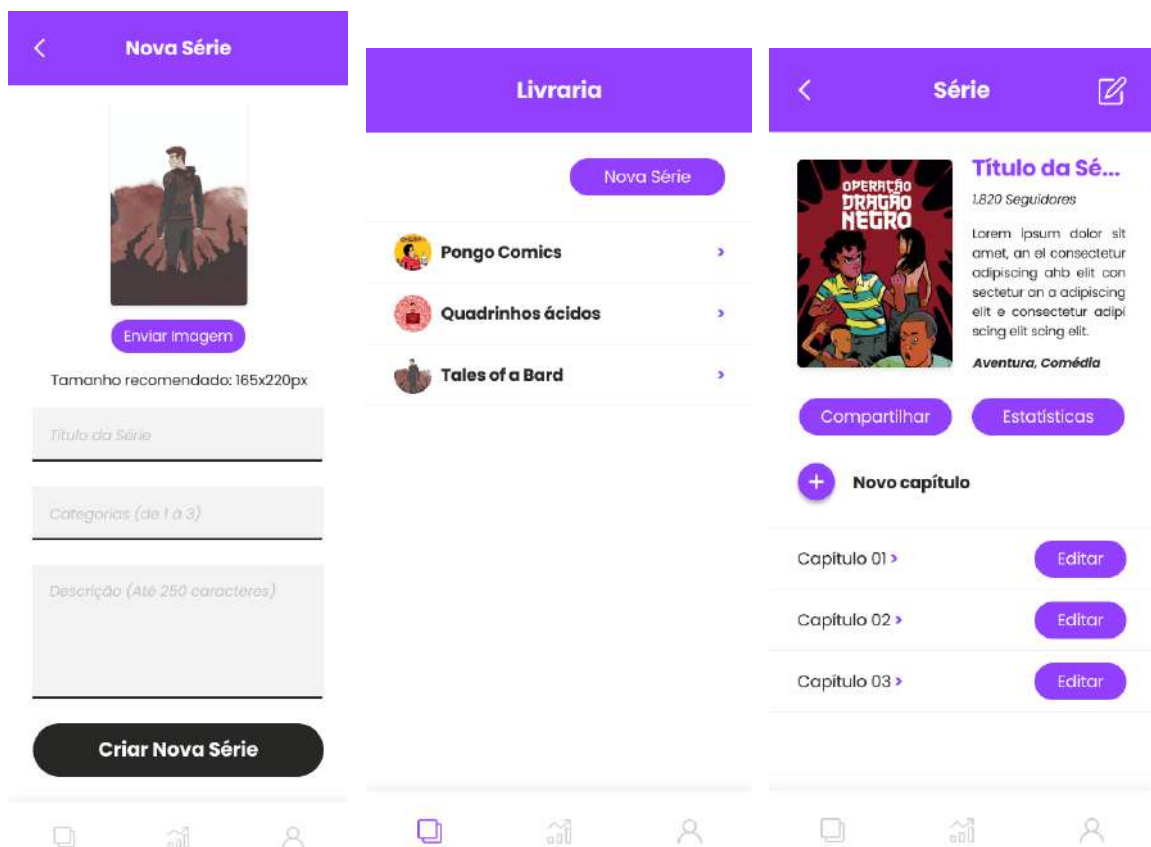 Nova Série
Enviar Imagem
Tamanho recomendado: 165x220px
Título da Série
Categorias (de 1 à 3)
Descrição (Até 250 caracteres)
Criar Nova Série
Livraria
Nova Série
Pongo Comics
Quadrinhos ácidos
Tales of a Bard
Série
OPERAÇÃO
DRAGÃO
NEGRO
Título da Sé...
1.820 Seguidores
Lorem ipsum dolor sit
amet, an el consectetur
adipiscing ahb elit con
sectetur an a adipiscing
elit e consectetur adipi
scing elit scing elit.
Aventura, Comédia
Compartilhar
Estatísticas
Novo capítulo
Capítulo 01
Editar
Capítulo 02
Editar
Capítulo 03
Editar